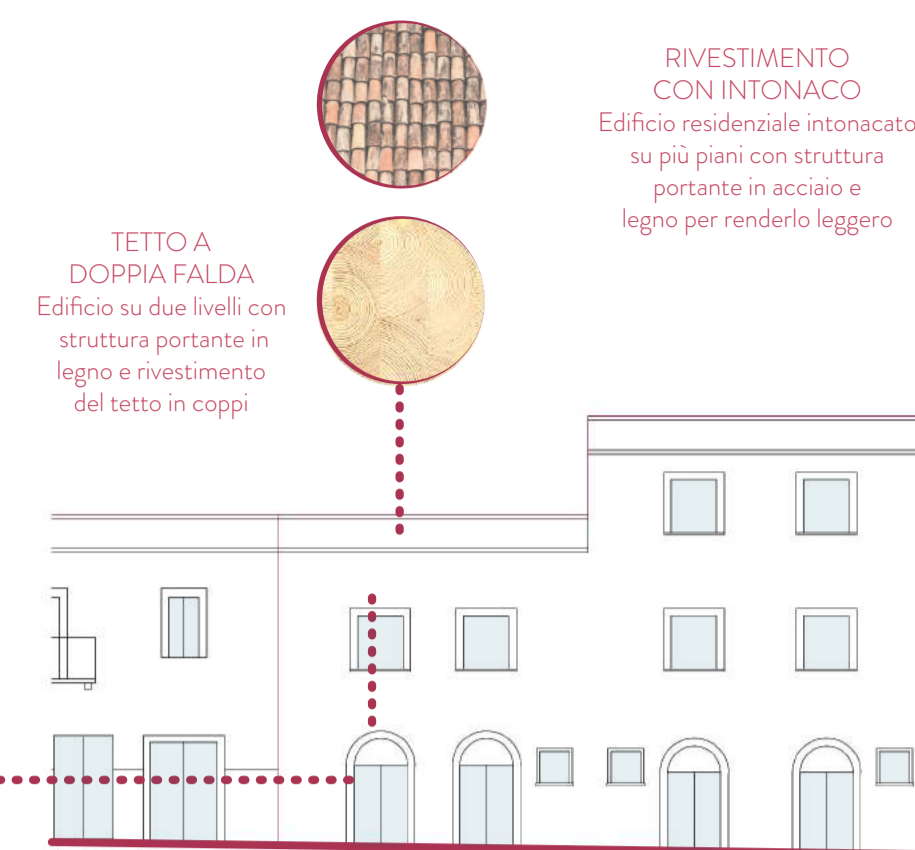 RIVESTIMENTO
CON INTONACO
Edificio residenziale intonacato
su più piani con struttura
portante in acciaio e
legno per renderlo leggero
TETTO A
DOPPIA FALDA
Edificio su due livelli con
struttura portante in
legno e rivestimento
del tetto in coppi